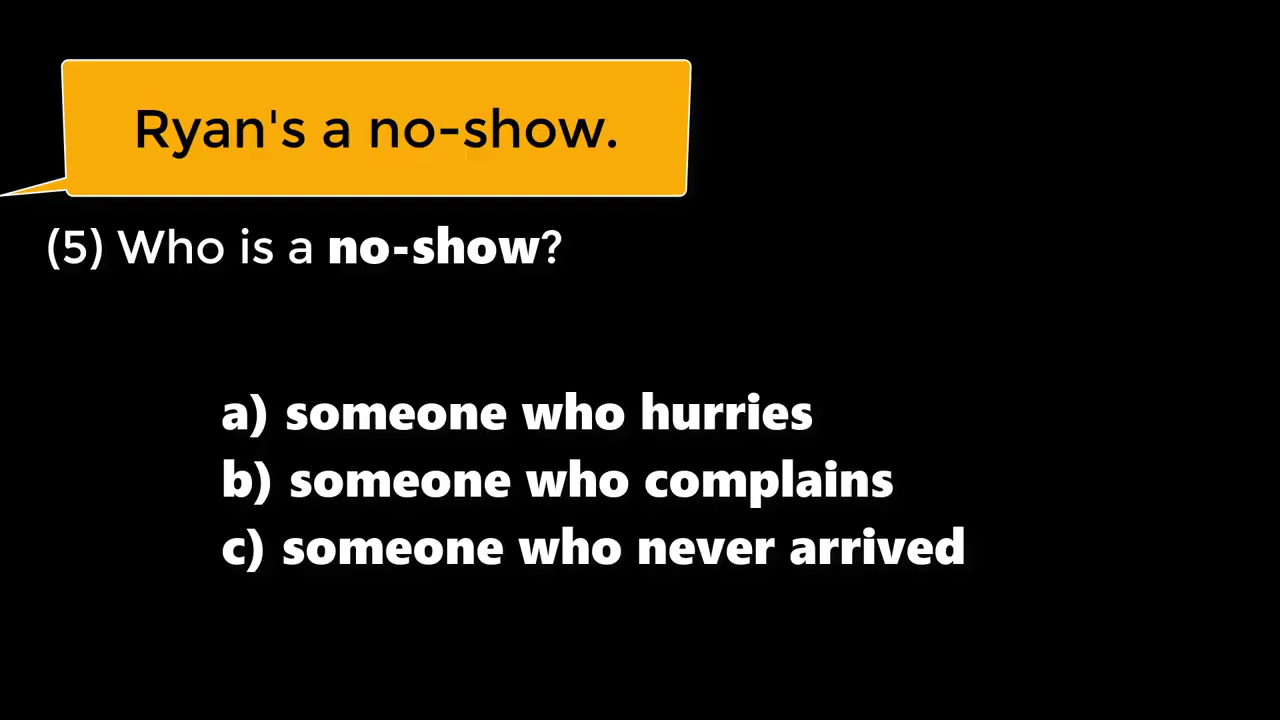 Ryan's a no-show.
(5) Who is a no-show?
a) someone who hurries
b) someone who complains
c) someone who never arrived